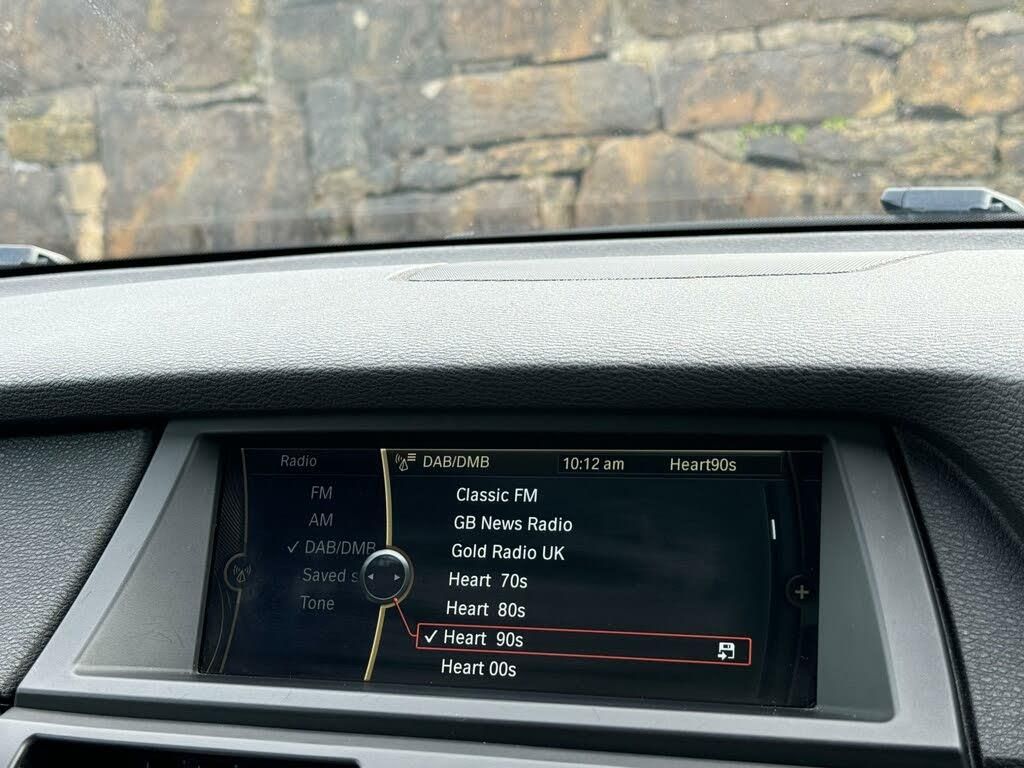 Radio
FM
AM
✓ DAB/DMB
Saved s
Tone
DAB/DMB 10:12 am Heart90s
Classic FM
GB News Radio
Gold Radio UK
Heart 70s
Heart 80s
✓ Heart 90s
Heart 00s